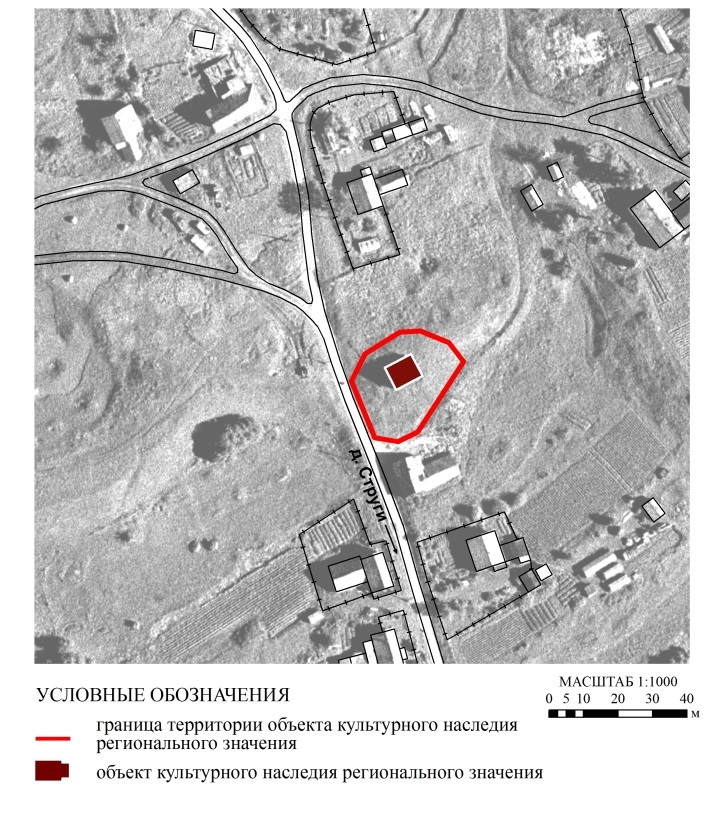 д. Струги
УСЛОВНЫЕ ОБОЗНАЧЕНИЯ
МАСШТАБ 1:1000
0 5 10 20 30 40
м
граница территории объекта культурного наследия
регионального значения
объект культурного наследия регионального значения